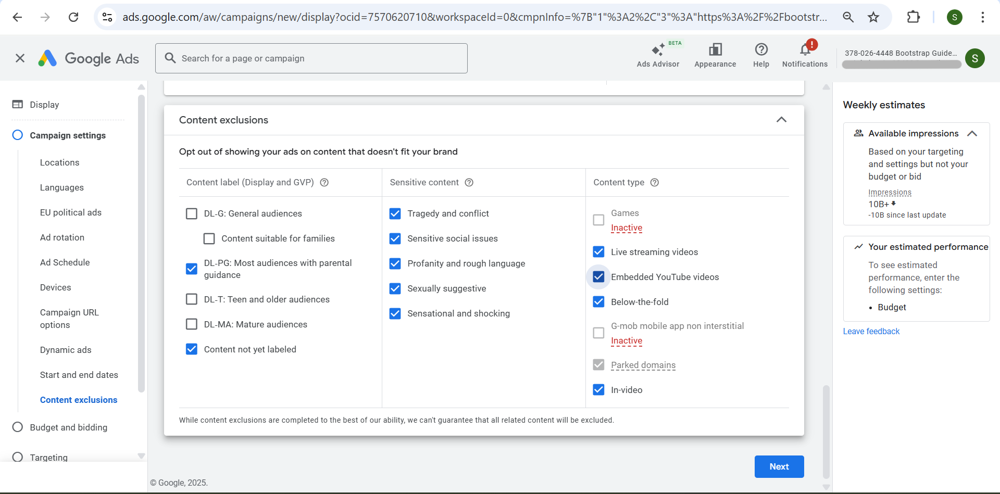 ads.google.com/aw/campaigns/new/display?ocid=7570620710&workspaceId=0&cmpnInfo=%7B"1"%3A2%2C"3"%3A"https%3A%2F%2Fbootstr...
S
Google Ads
Search for a page or campaign
BETA
Ads Advisor
Appearance
Help
!
Notifications
378-026-4448 Bootstrap Guide...
S
Display
Campaign settings
Locations
Languages
EU political ads
Ad rotation
Ad Schedule
Devices
Campaign URL
options
Dynamic ads
Start and end dates
Content exclusions
Budget and bidding
Targeting
Content exclusions
Opt out of showing your ads on content that doesn't fit your brand
Content label (Display and GVP)
DL-G: General audiences
Content suitable for families
DL-PG: Most audiences with parental
guidance
DL-T: Teen and older audiences
DL-MA: Mature audiences
Content not yet labeled
Sensitive content
Tragedy and conflict
Sensitive social issues
Profanity and rough language
Sexually suggestive
Sensational and shocking
Content type
Games
Inactive
Live streaming videos
Embedded YouTube videos
Below-the-fold
G-mob mobile app non interstitial
Inactive
Parked domains
In-video
While content exclusions are completed to the best of our ability, we can't guarantee that all related content will be excluded.
Next
© Google, 2025.
Weekly estimates
Available impressions
Based on your targeting
and settings but not your
budget or bid
Impressions
10B+
-10B since last update
Your estimated performance
To see estimated
performance, enter the
following settings:
• Budget
Leave feedback